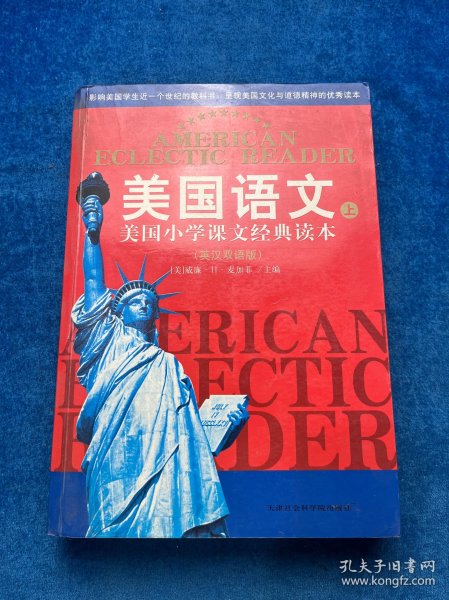 影响美国学生近一个世纪的教科书，呈现美国文化与道德精神的优秀读本
AMERICAN
ECLECTIC READER
美国语文 上
美国小学课文经典读本
（英汉双语版）
[美]威廉·H·麦加菲／主编
AMERICAN
ECLECTIC
READER
JULY
IV
天津社会科学院出版社
孔夫子旧书网
www.kongfz.com